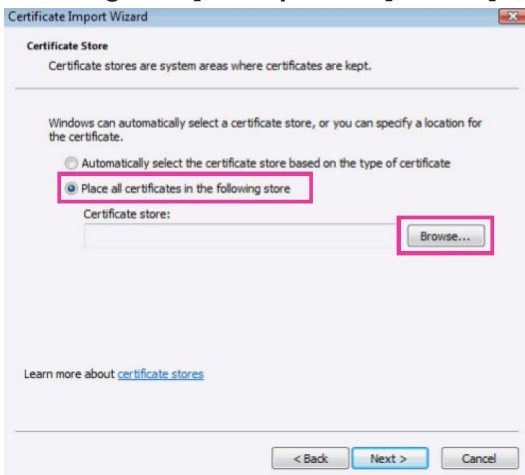 Certificate Import Wizard
Certificate Store
Certificate stores are system areas where certificates are kept.
Windows can automatically select a certificate store, or you can specify a location for
the certificate.
Automatically select the certificate store based on the type of certificate
Place all certificates in the following store
Certificate store:
Browse...
Learn more about certificate stores
< Back Next > Cancel